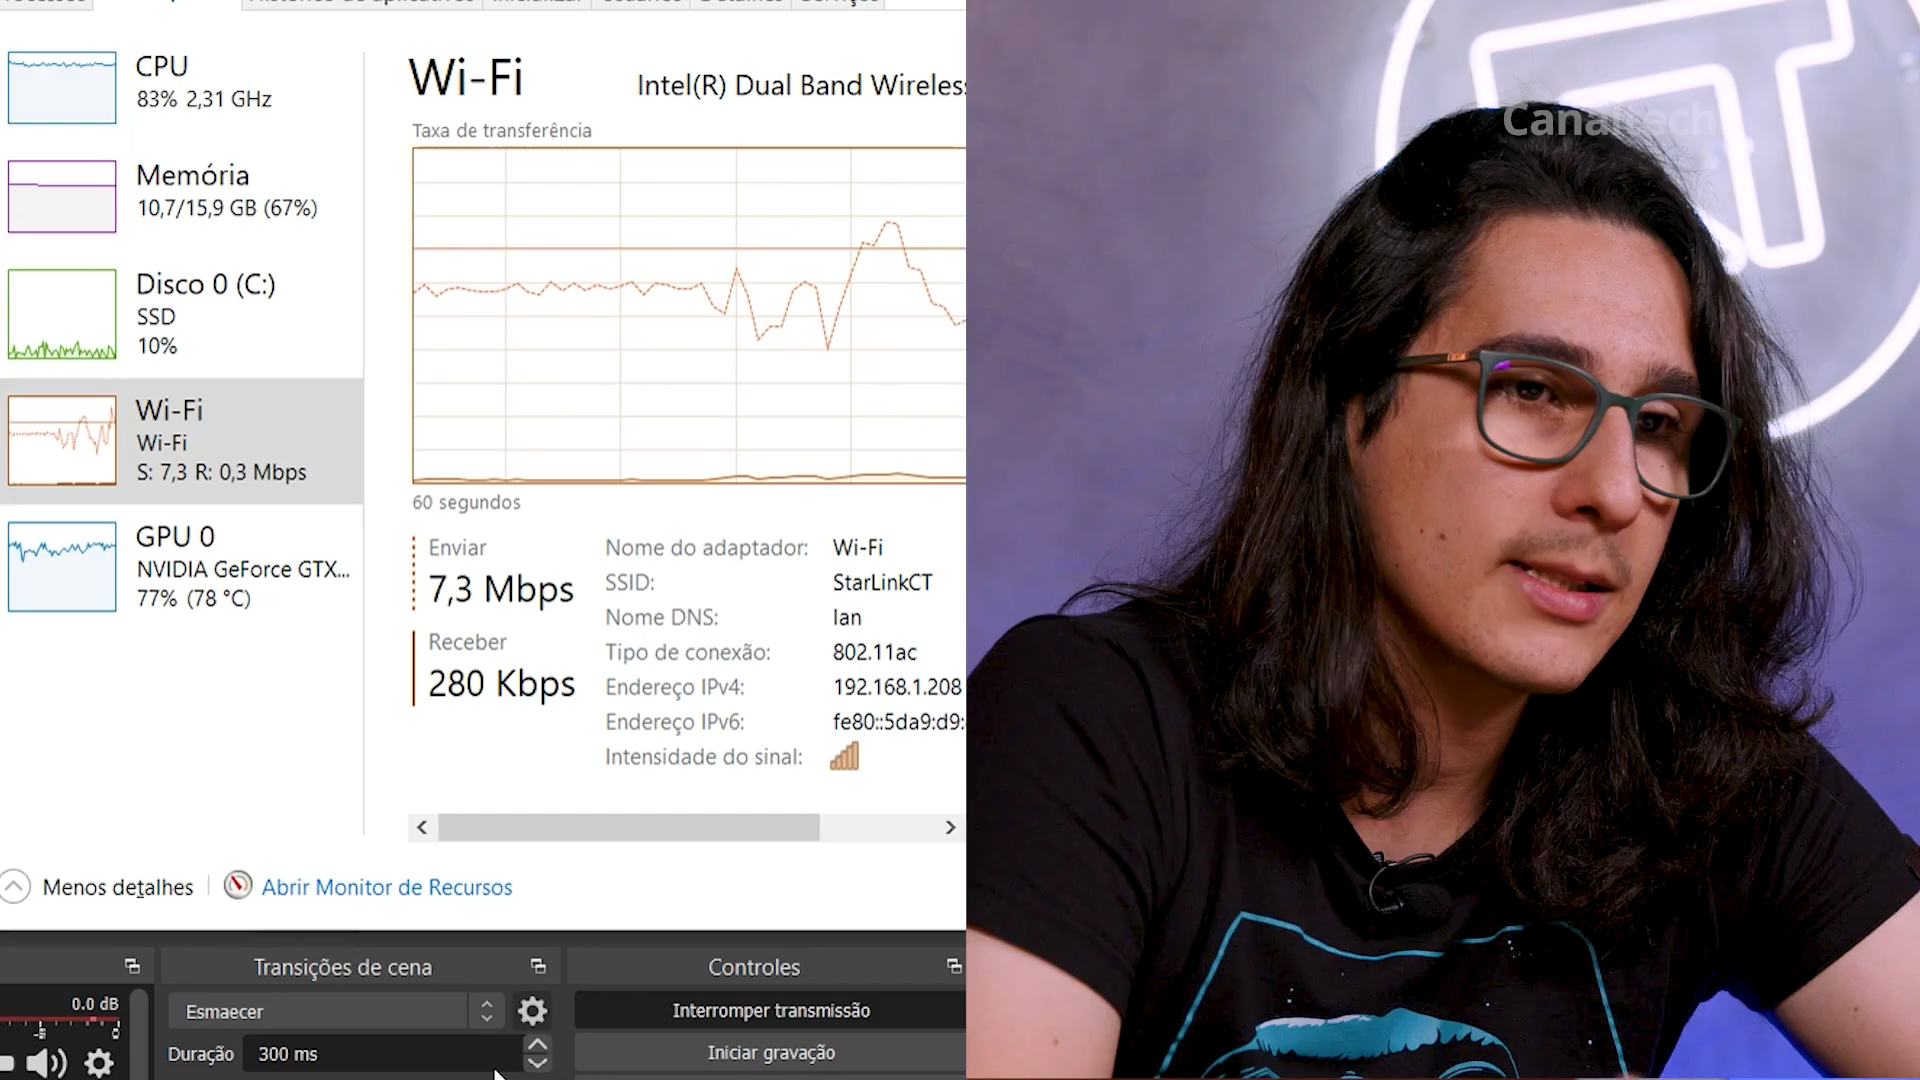 CPU
83% 2,31 GHz
Memória
10,7/15,9 GB (67%)
Disco 0 (C:)
SSD
10%
Wi-Fi
Wi-Fi
S: 7,3 R: 0,3 Mbps
GPU 0
NVIDIA GeForce GTX...
77% (78 °C)
Wi-Fi
Intel(R) Dual Band Wireless
Taxa de transferência
60 segundos
Enviar
7,3 Mbps
Receber
280 Kbps
Nome do adaptador: Wi-Fi
SSID: StarLinkCT
Nome DNS: lan
Tipo de conexão: 802.11ac
Endereço IPv4: 192.168.1.208
Endereço IPv6: fe80::5da9:d9:
Intensidade do sinal:
Menos detalhes
Abrir Monitor de Recursos
Transições de cena
Controles
0.0 dB
-5
0
Esmaecer
Duração 300 ms
Interromper transmissão
Iniciar gravação
Canaltech